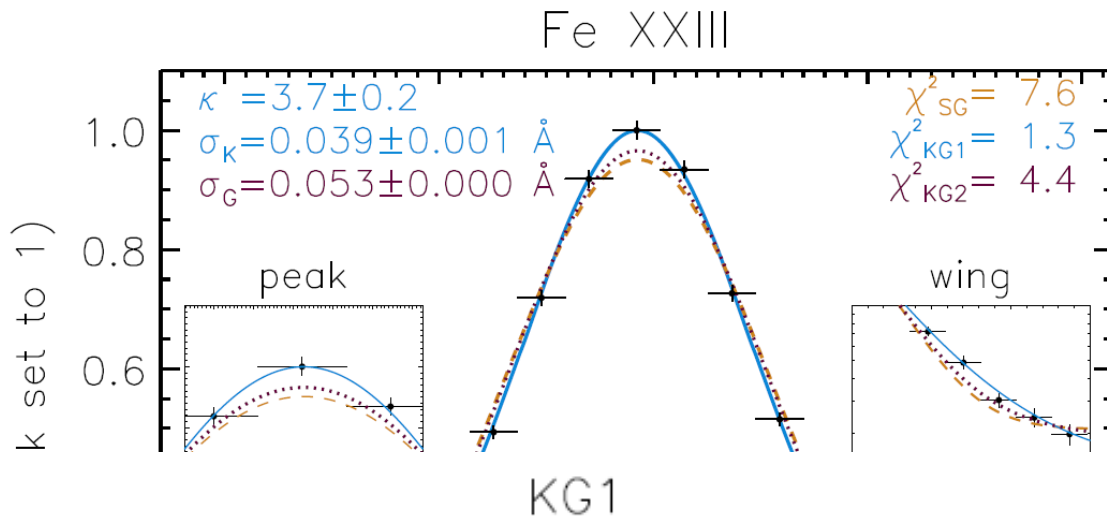 Fe XXIII
κ =3.7±0.2
σK=0.039±0.001 Å
σG=0.053±0.000 Å
χ²SG= 7.6
χ²KG1= 1.3
χ²KG2= 4.4
1.0
0.8
0.6
k set to 1)
peak
wing
KG1